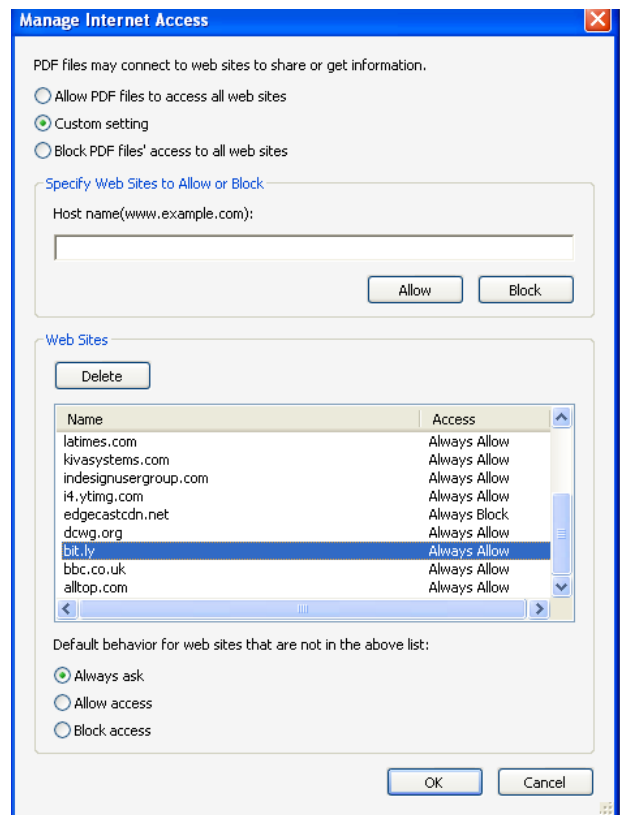 Manage Internet Access
PDF files may connect to web sites to share or get information.
Allow PDF files to access all web sites
Custom setting
Block PDF files' access to all web sites
Specify Web Sites to Allow or Block
Host name(www.example.com):
Allow Block
Web Sites
Delete
Name Access
latimes.com Always Allow
kivasystems.com Always Allow
indesignusergroup.com Always Allow
i4.ytimg.com Always Allow
edgecastcdn.net Always Block
dcwg.org Always Allow
bit.ly Always Allow
bbc.co.uk Always Allow
alltop.com Always Allow
Default behavior for web sites that are not in the above list:
Always ask
Allow access
Block access
OK Cancel